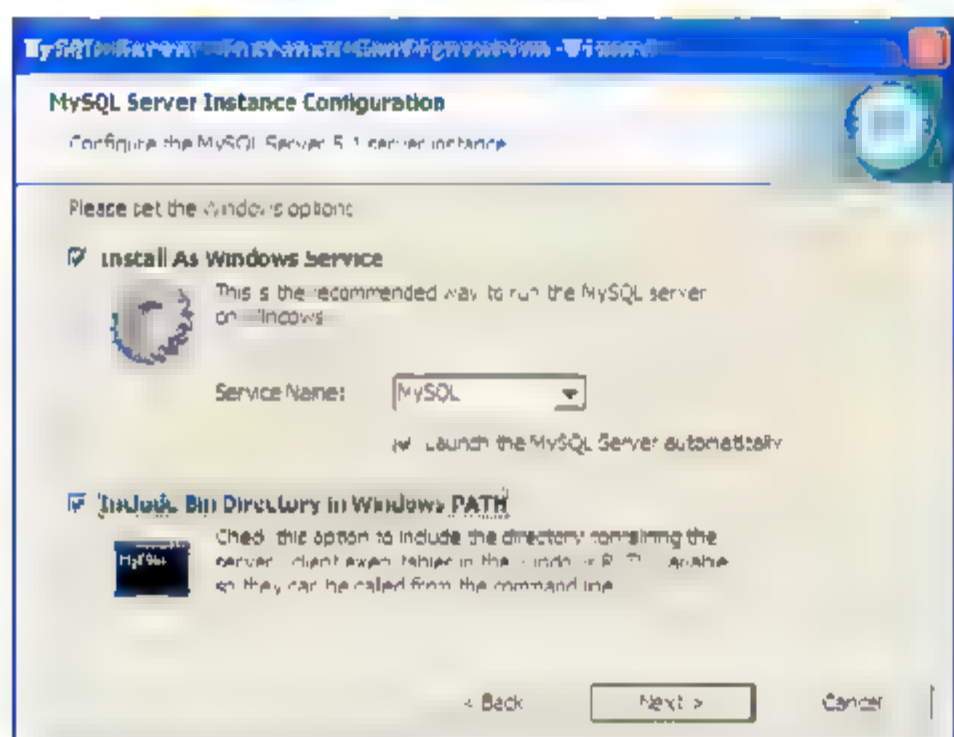 MySQL Server Instance Configuration
Configure the MySQL Server 5.1 server instance
Please set the Windows options
Install As Windows Service
This is the recommended way to run the MySQL server
on Windows
Service Name:
MySQL
Launch the MySQL Server automatically
Include Bin Directory in Windows PATH
Check this option to include the directory containing the
server client executables in the Windows variable
so they can be called from the command line
< Back
Next >
Cancel